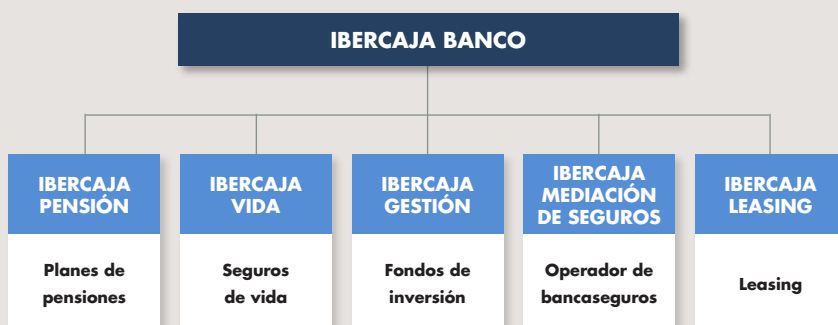 IBERCAJA BANCO
IBERCAJA
PENSIÓN
IBERCAJA
VIDA
IBERCAJA
GESTIÓN
IBERCAJA
MEDIACIÓN
DE SEGUROS
IBERCAJA
LEASING
Planes de
pensiones
Seguros
de vida
Fondos de
inversión
Operador de
bancaseguros
Leasing